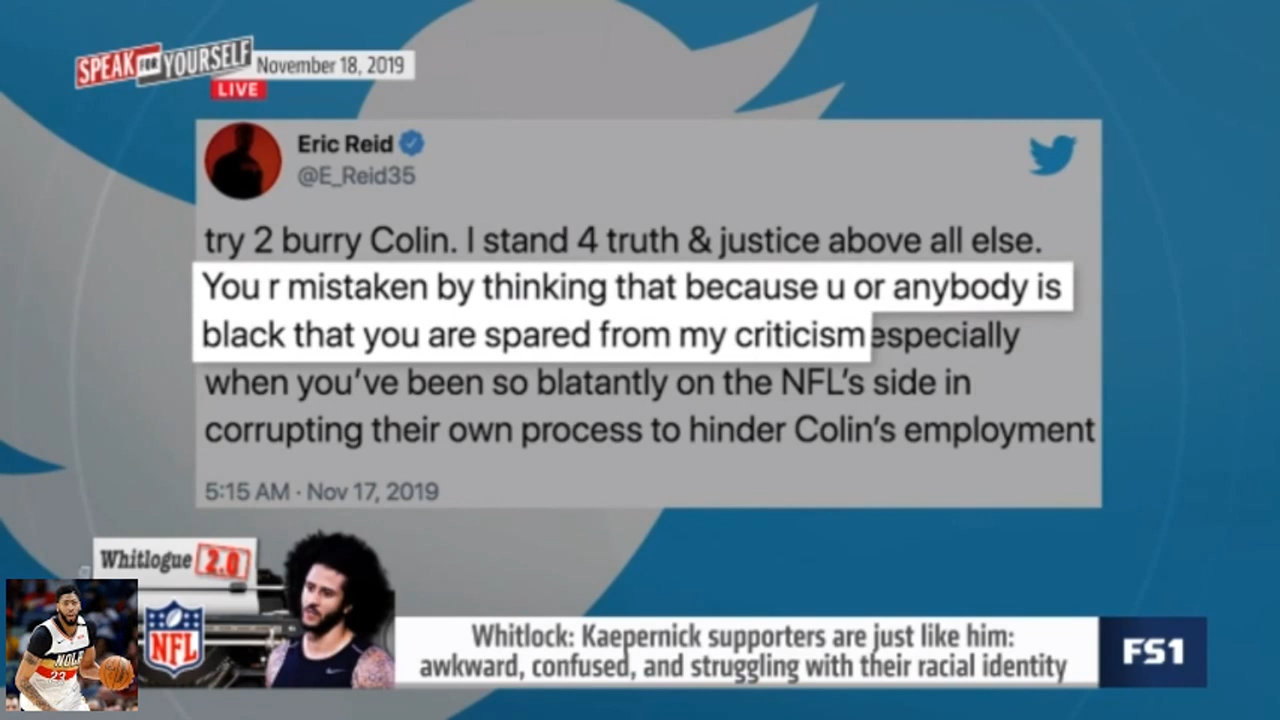 SPEAK FOR YOURSELF
November 18, 2019
LIVE
Eric Reid
@E_Reid35
try 2 burry Colin. I stand 4 truth & justice above all else.
You r mistaken by thinking that because u or anybody is
black that you are spared from my criticism especially
when you've been so blatantly on the NFL's side in
corrupting their own process to hinder Colin's employment
5:15 AM · Nov 17, 2019
Whitlogue 2.0
NFL
NOLA
23
Whitlock: Kaepernick supporters are just like him:
awkward, confused, and struggling with their racial identity
FS1